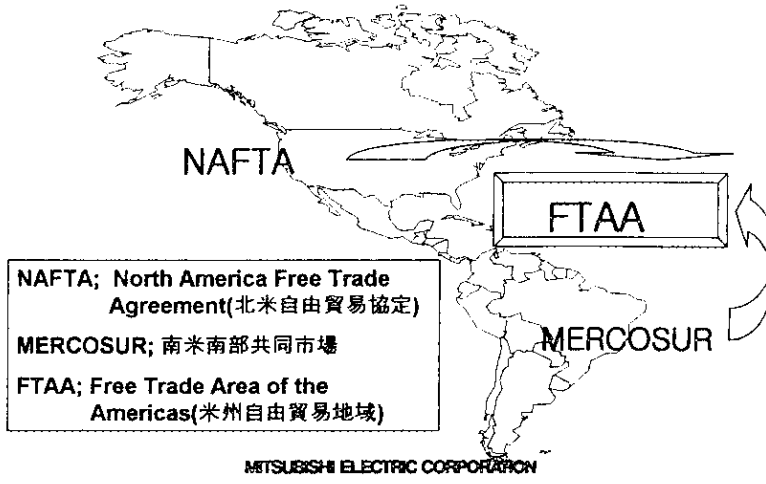 NAFTA
FTAA
MERCOSUR
NAFTA; North America Free Trade
Agreement(北米自由貿易協定)
MERCOSUR; 南米南部共同市場
FTAA; Free Trade Area of the
Americas(米州自由貿易地域)
MITSUBISHI ELECTRIC CORPORATION